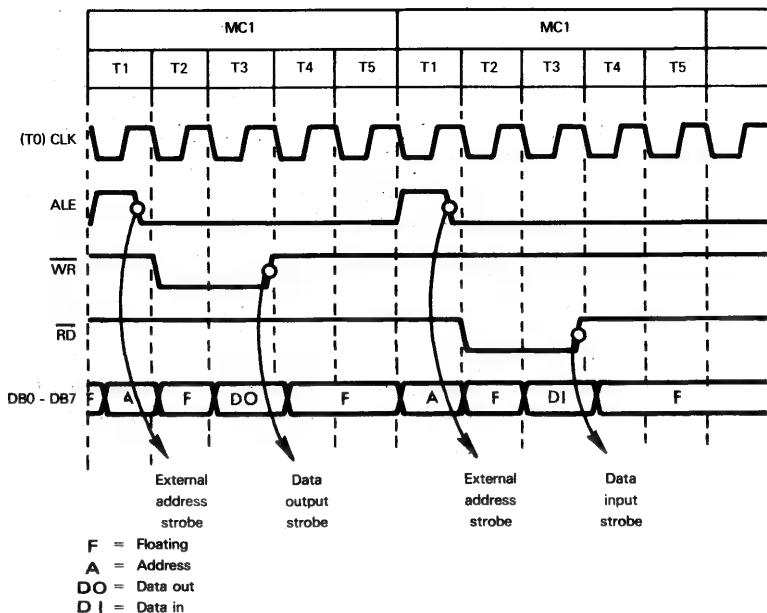 MC1 MC1
T1 T2 T3 T4 T5 T1 T2 T3 T4 T5
(T0) CLK
ALE
WR
RD
DB0 - DB7 F A F DO F A F DI F
External address strobe
Data output strobe
External address strobe
Data input strobe
F = Floating
A = Address
DO = Data out
DI = Data in